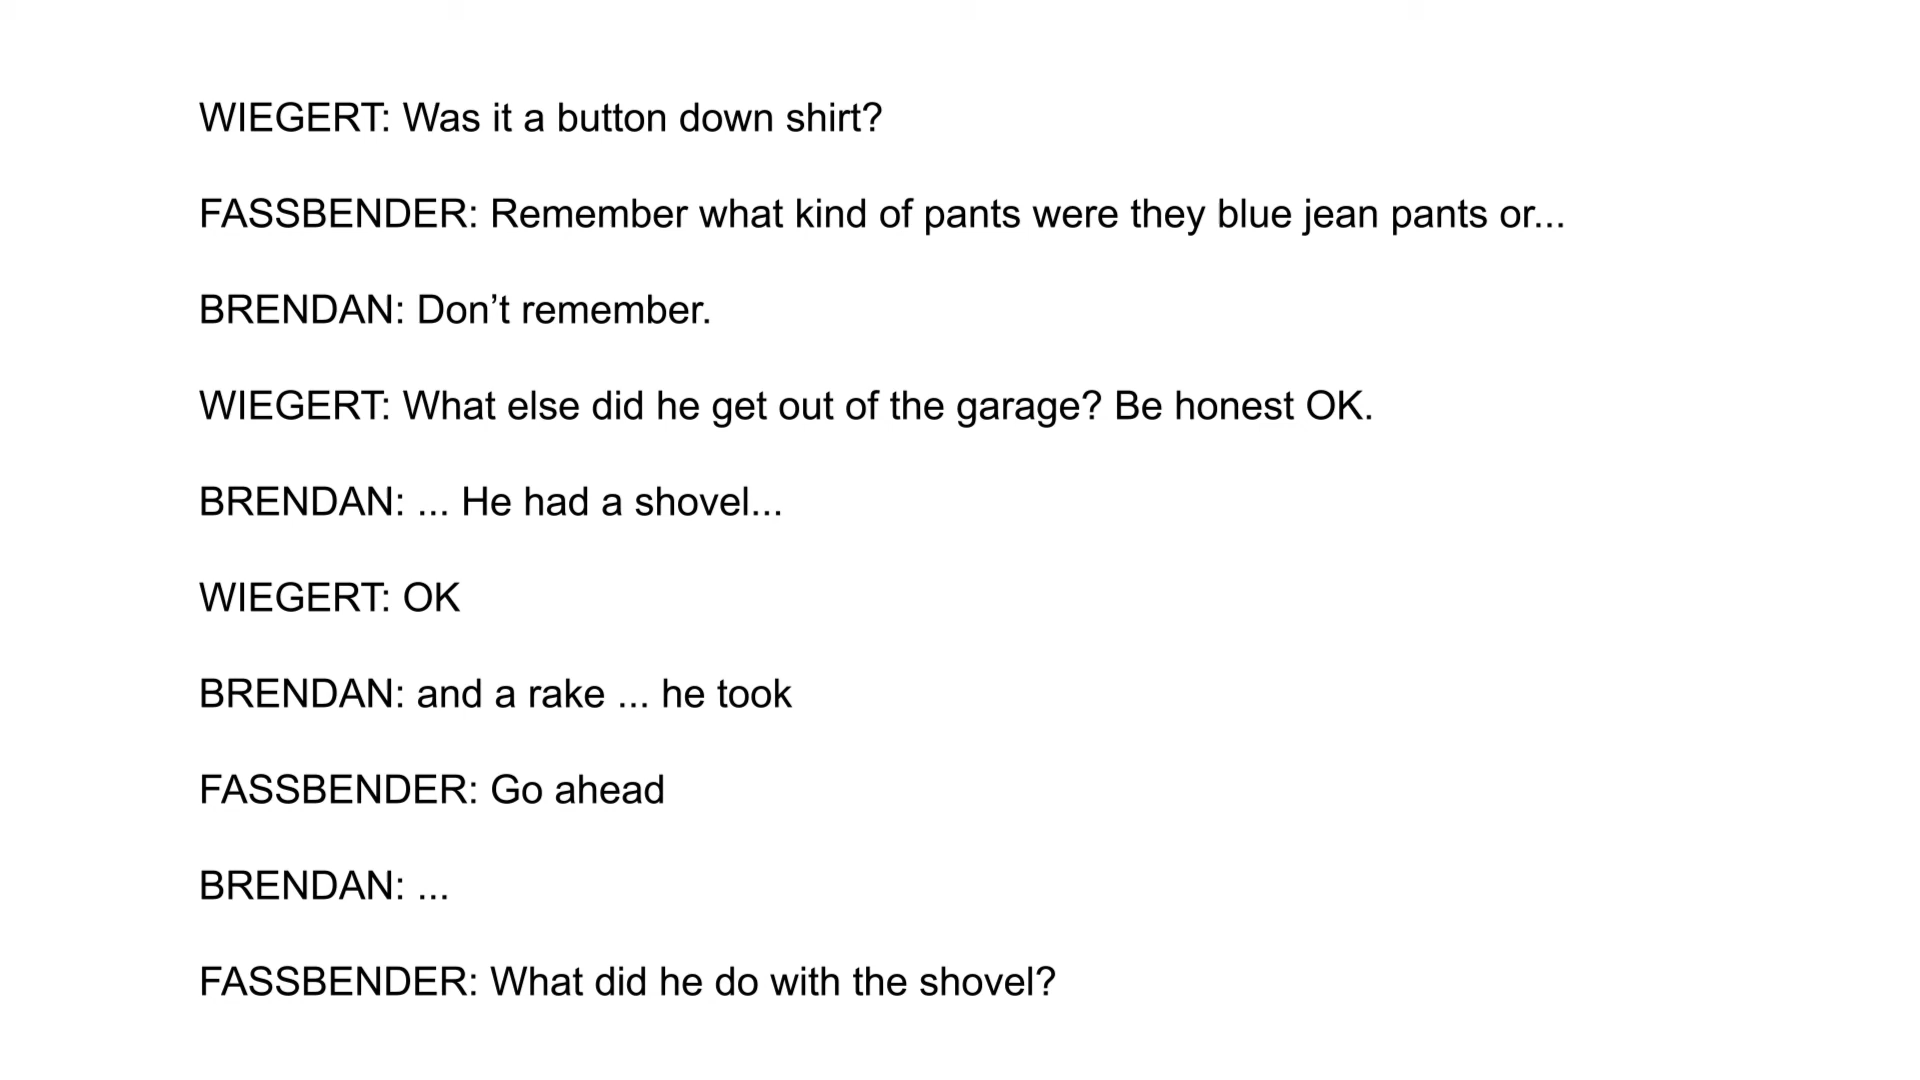 WIEGERT: Was it a button down shirt?
FASSBENDER: Remember what kind of pants were they blue jean pants or...
BRENDAN: Don’t remember.
WIEGERT: What else did he get out of the garage? Be honest OK.
BRENDAN: ... He had a shovel...
WIEGERT: OK
BRENDAN: and a rake ... he took
FASSBENDER: Go ahead
BRENDAN: ...
FASSBENDER: What did he do with the shovel?